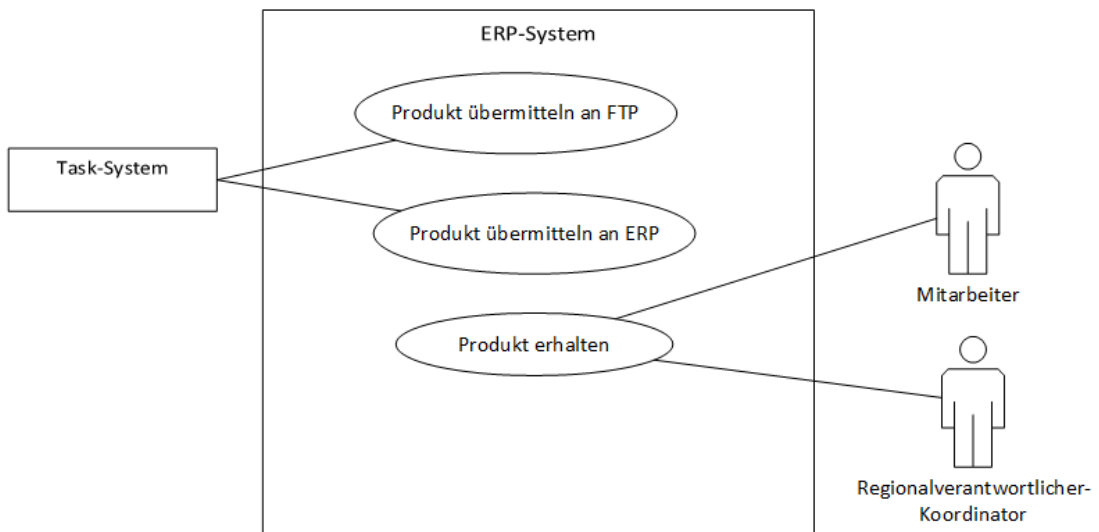 ERP-System
Produkt übermitteln an FTP
Task-System
Produkt übermitteln an ERP
Mitarbeiter
Produkt erhalten
Regionalverantwortlicher-
Koordinator